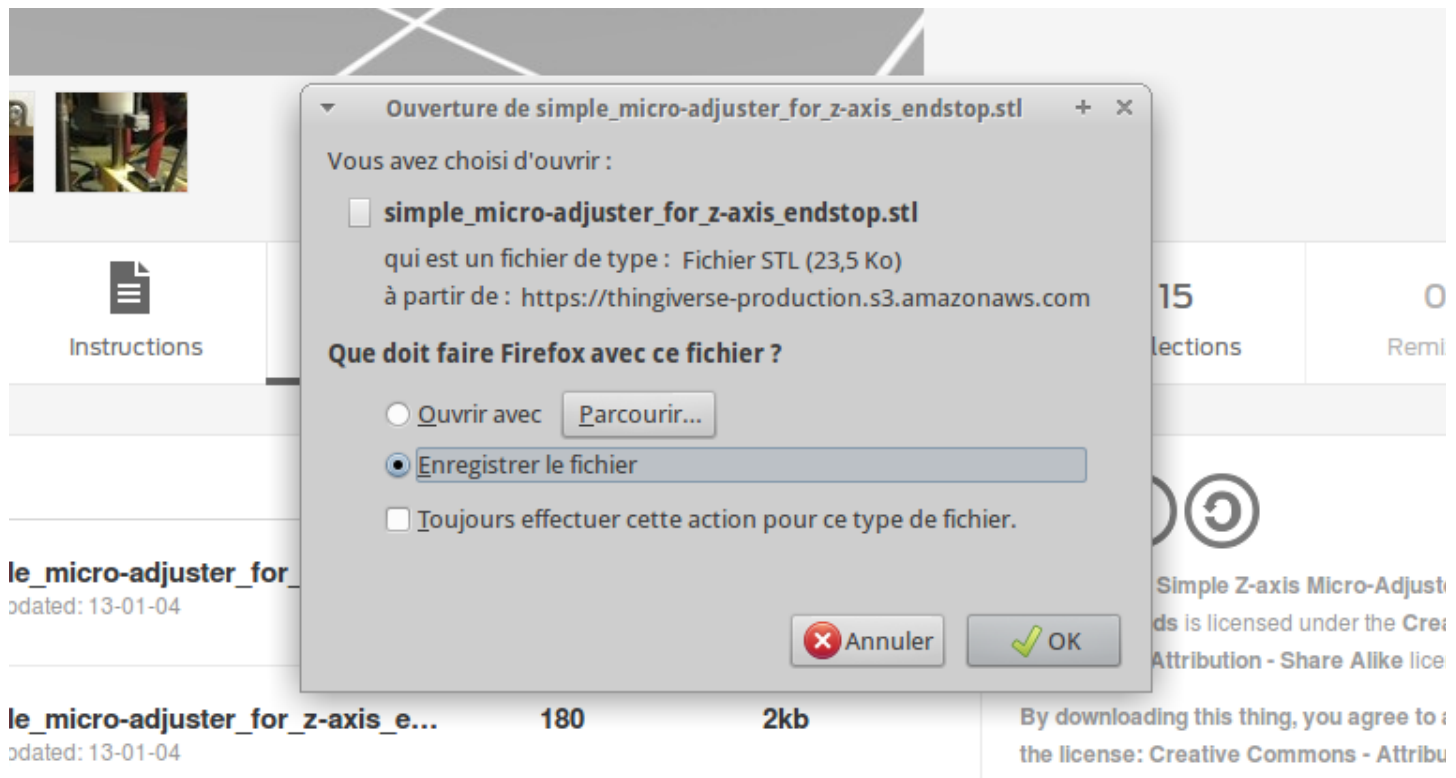 Ouverture de simple_micro-adjuster_for_z-axis_endstop.stl
Vous avez choisi d'ouvrir :
simple_micro-adjuster_for_z-axis_endstop.stl
qui est un fichier de type : Fichier STL (23,5 Ko)
à partir de : https://thingiverse-production.s3.amazonaws.com
Que doit faire Firefox avec ce fichier ?
Ouvrir avec Parcourir...
Enregistrer le fichier
Toujours effectuer cette action pour ce type de fichier.
Annuler OK
Instructions
15
lections
0
Remi
le_micro-adjuster_for_
pdated: 13-01-04
le_micro-adjuster_for_z-axis_e... 180 2kb
pdated: 13-01-04
Simple Z-axis Micro-Adjust
ds is licensed under the Crea
Attribution - Share Alike lice
By downloading this thing, you agree to a
the license: Creative Commons - Attribu